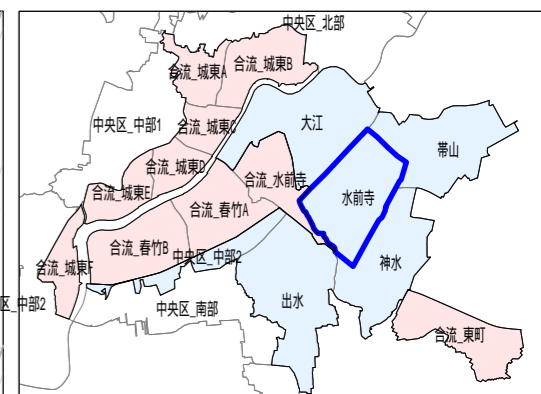 中央区_北部
合流_城東A
合流_城東B
中央区_中部1
合流_城東C
大江
帯山
合流_城東D
合流_水前寺
水前寺
合流_城東E
合流_春竹A
合流_春竹B
中央区_中部2
神水
合流_城東F
出水
区_中部2
中央区_南部
合流_東町